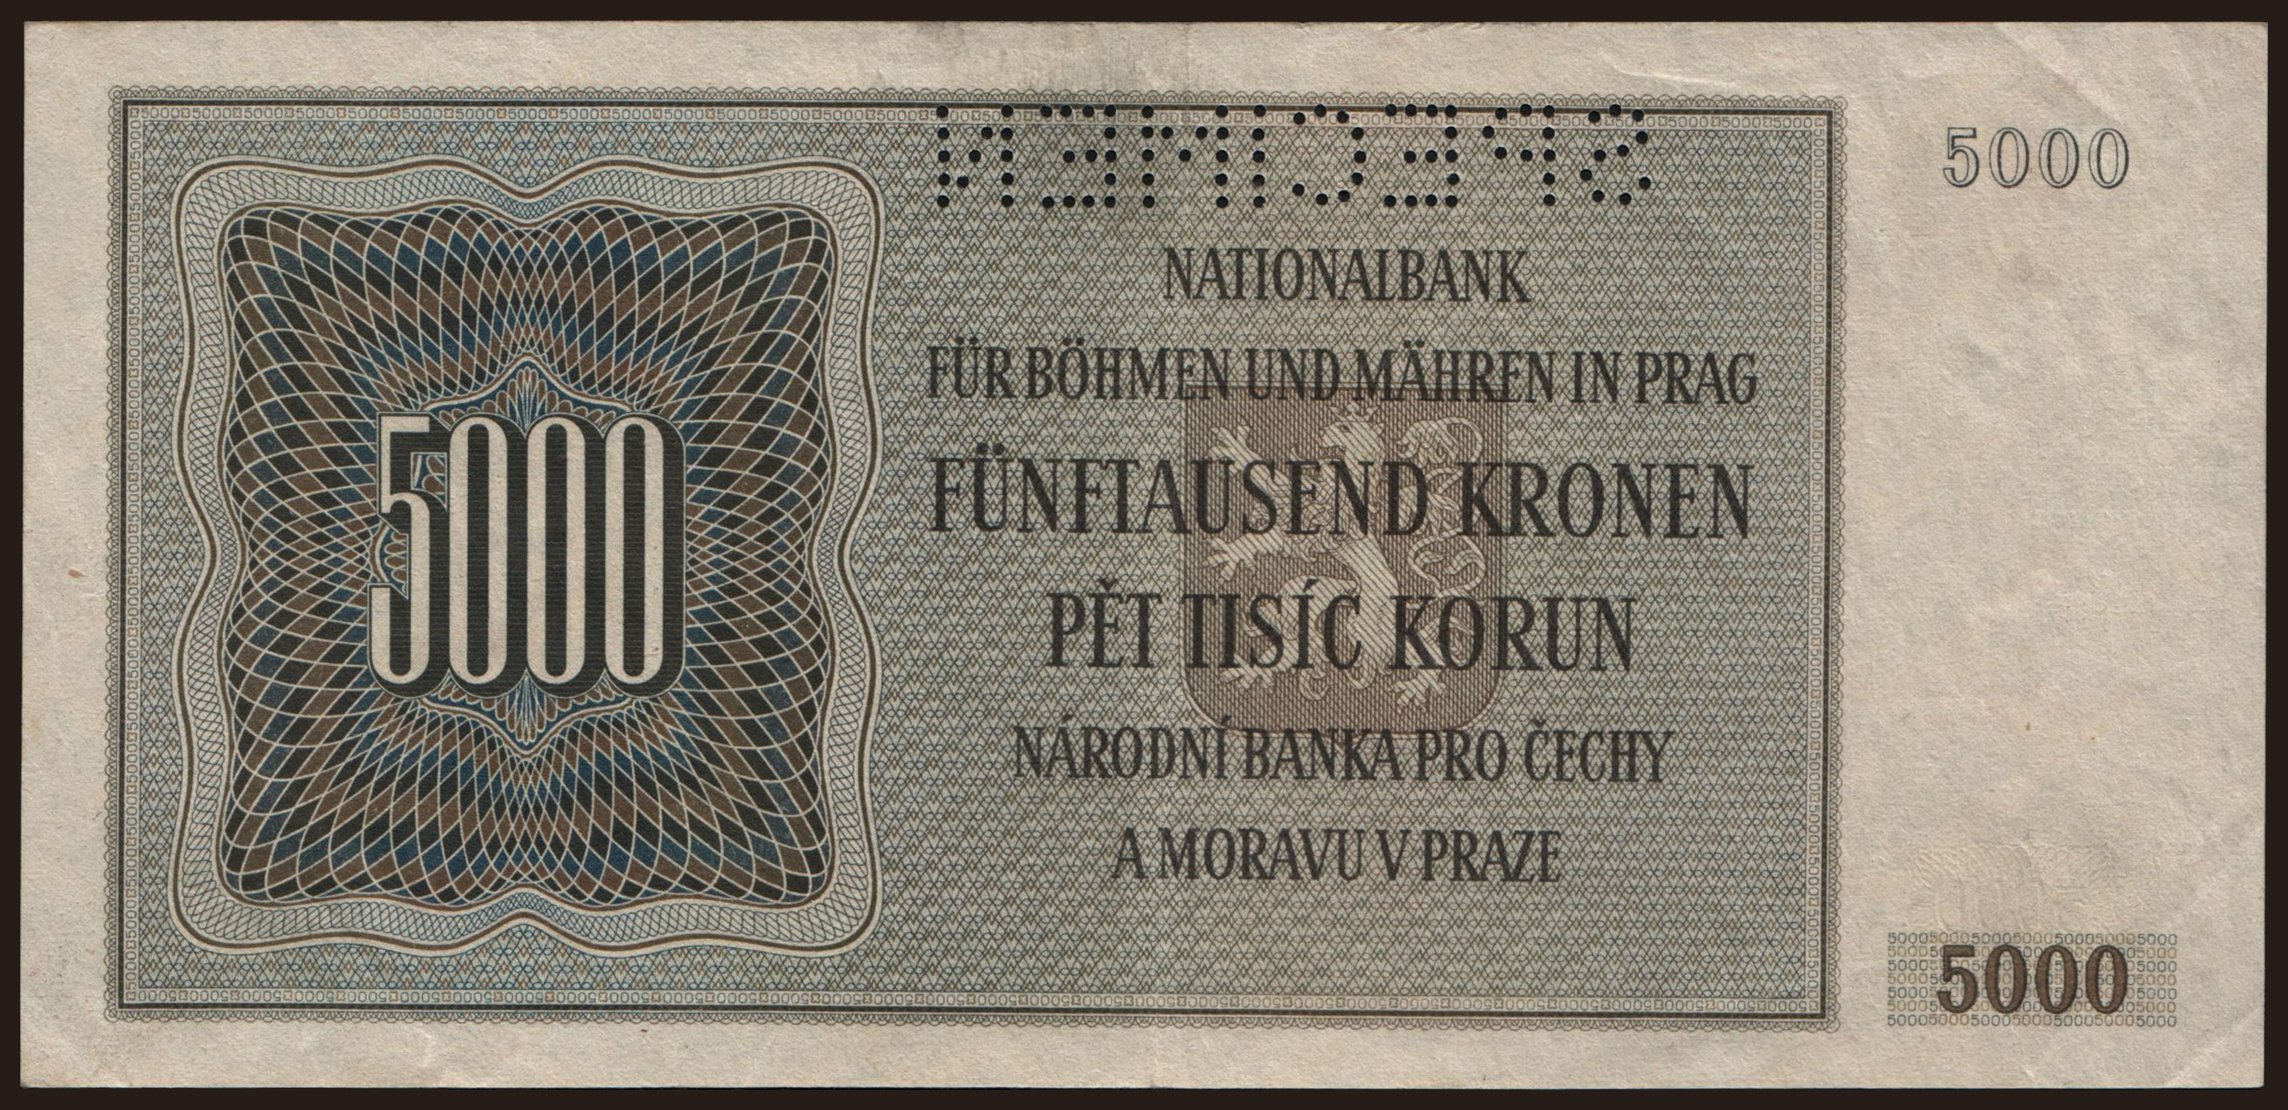 SPECIMEN
5000
NATIONALBANK
FÜR BÖHMEN UND MÄHREN IN PRAG
5000
FÜNFTAUSEND KRONEN
PĚT TISÍC KORUN
NÁRODNÍ BANKA PRO ČECHY
A MORAVU V PRAZE
5000